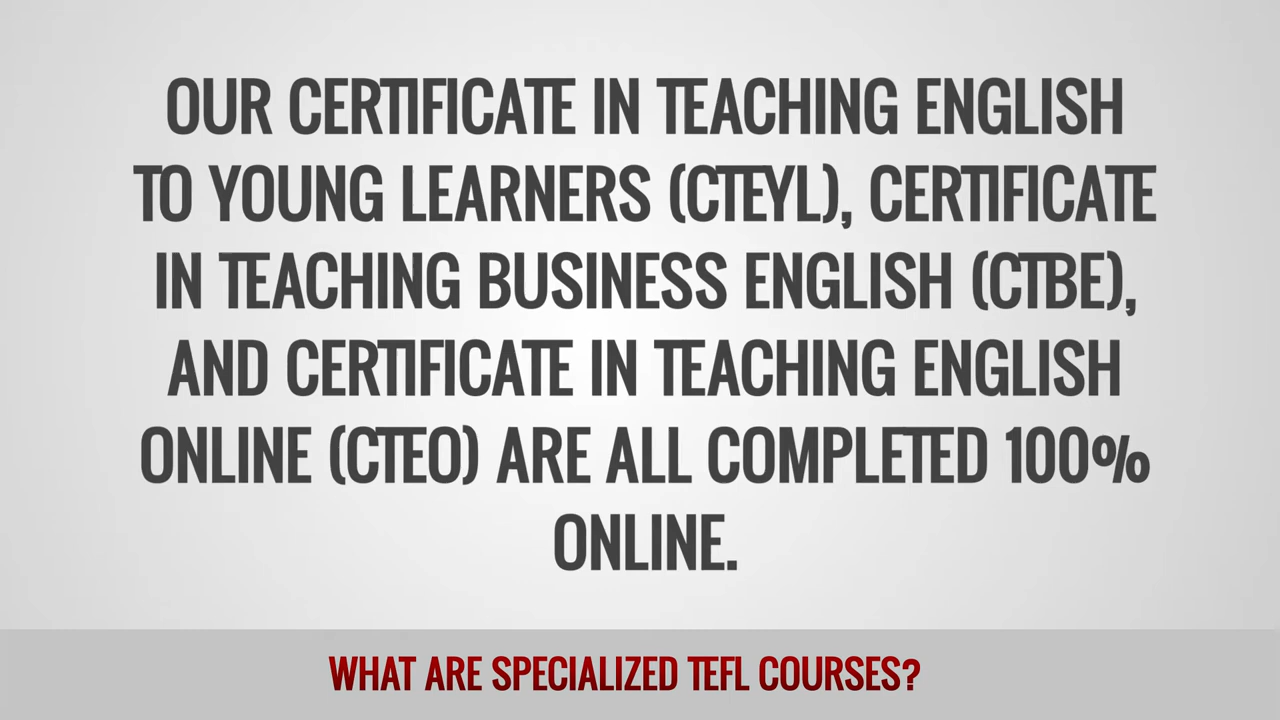 OUR CERTIFICATE IN TEACHING ENGLISH
TO YOUNG LEARNERS (CTEYL), CERTIFICATE
IN TEACHING BUSINESS ENGLISH (CTBE),
AND CERTIFICATE IN TEACHING ENGLISH
ONLINE (CTEO) ARE ALL COMPLETED 100%
ONLINE.
WHAT ARE SPECIALIZED TEFL COURSES?